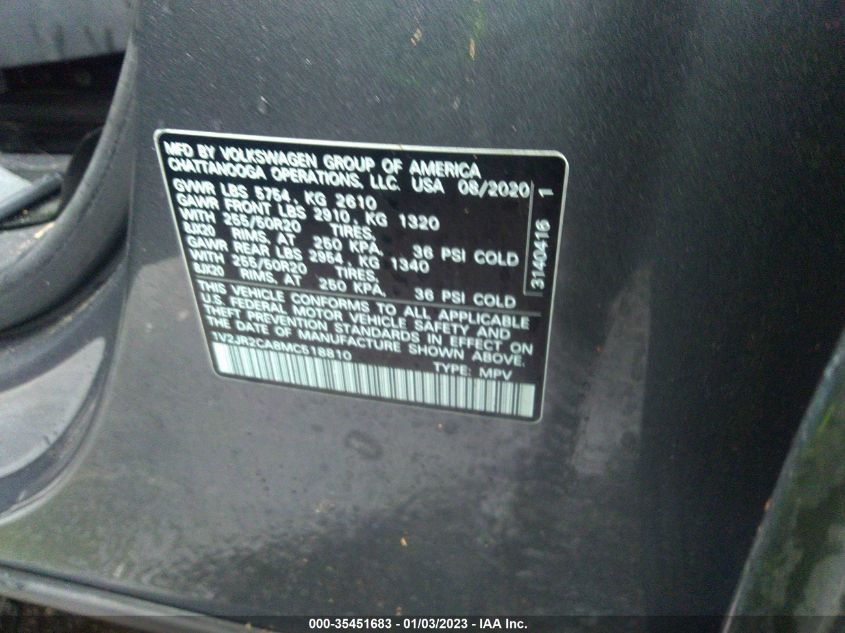 MFD BY VOLKSWAGEN GROUP OF AMERICA
CHATTANOOGA OPERATIONS, LLC. USA 08/2020 1
GVWR LBS 5754, KG 2610
GAWR FRONT LBS 2910, KG 1320
WITH 255/50R20 TIRES,
8JX20 RIMS, AT 250 KPA, 36 PSI COLD
GAWR REAR LBS 2954, KG 1340
WITH 255/50R20 TIRES,
8JX20 RIMS, AT 250 KPA, 36 PSI COLD
3140416
THIS VEHICLE CONFORMS TO ALL APPLICABLE
U.S. FEDERAL MOTOR VEHICLE SAFETY AND
THEFT PREVENTION STANDARDS IN EFFECT ON
THE DATE OF MANUFACTURE SHOWN ABOVE.
1V2JR2CA8MC518810
TYPE: MPV
000-35451683 - 01/03/2023 - © IAA Inc.